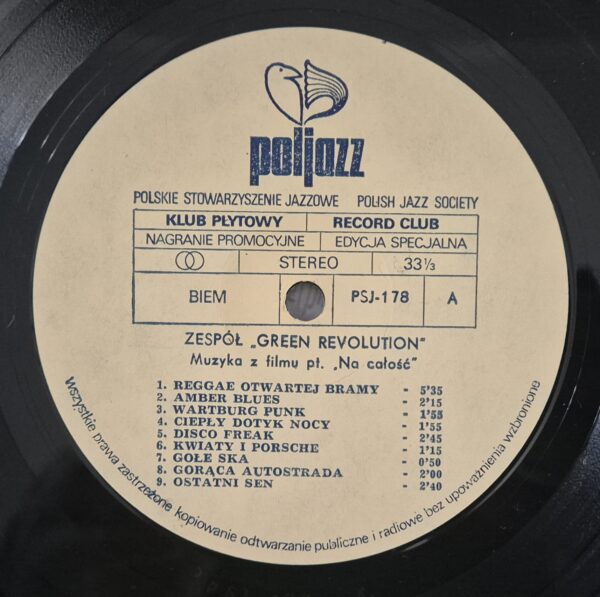 poljazz
POLSKIE STOWARZYSZENIE JAZZOWE POLISH JAZZ SOCIETY
KLUB PŁYTOWY RECORD CLUB
NAGRANIE PROMOCYJNE EDYCJA SPECJALNA
STEREO 33⅓
BIEM PSJ-178 A
ZESPÓŁ „GREEN REVOLUTION"
Muzyka z filmu pt. „Na całość"
1. REGGAE OTWARTEJ BRAMY - 5'35
2. AMBER BLUES - 2'15
3. WARTBURG PUNK - 1'55
4. CIEPŁY DOTYK NOCY - 1'55
5. DISCO FREAK - 2'45
6. KWIATY I PORSCHE - 1'15
7. GOŁE SKA - 0'50
8. GORĄCA AUTOSTRADA - 2'00
9. OSTATNI SEN - 2'40
Wszystkie prawa zastrzeżone kopiowanie odtwarzanie publiczne i radiowe bez upoważnienia wzbronione